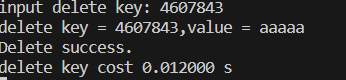 input delete key: 4607843
delete key = 4607843,value = aaaaa
Delete success.
delete key cost 0.012000 s